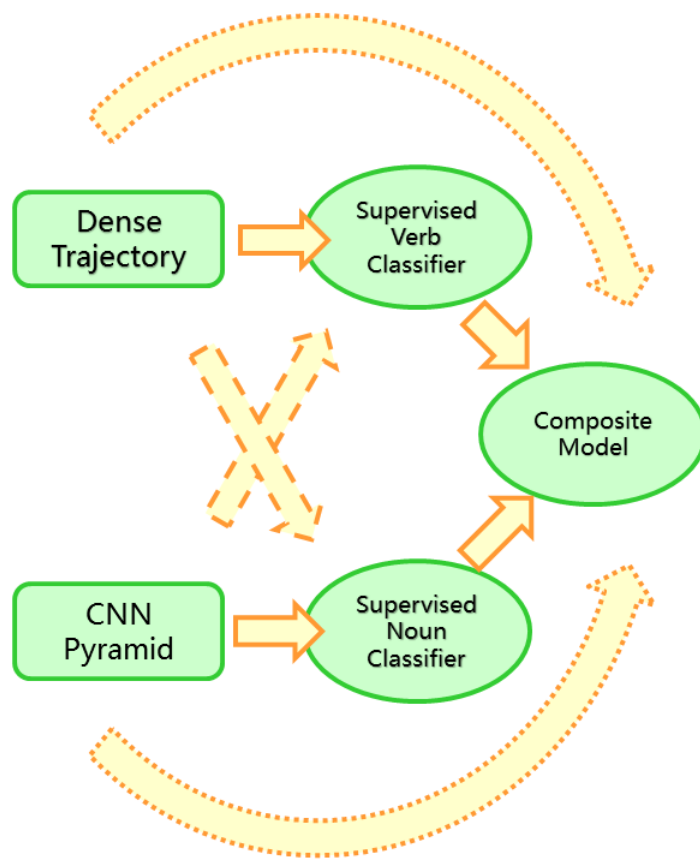 Dense
Trajectory
Supervised
Verb
Classifier
Composite
Model
CNN
Pyramid
Supervised
Noun
Classifier